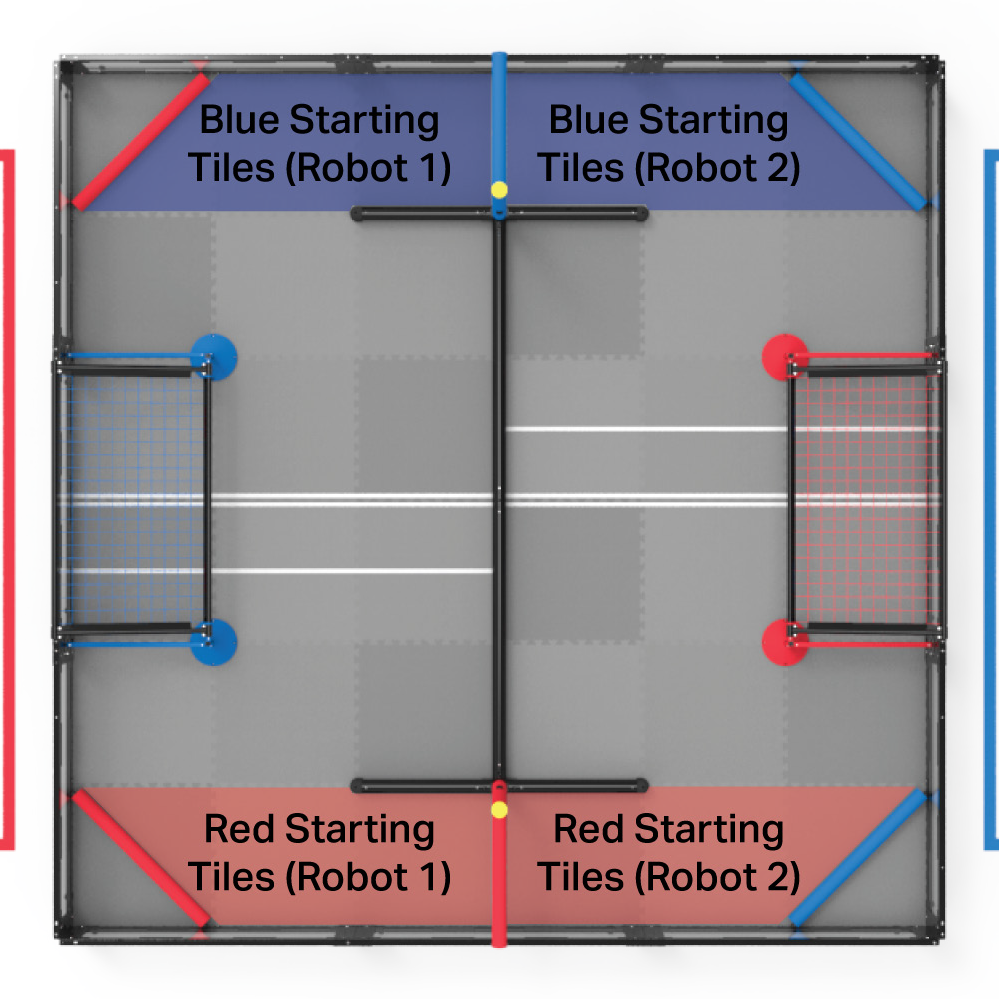 Blue Starting
Tiles (Robot 1)
Blue Starting
Tiles (Robot 2)
Red Starting
Tiles (Robot 1)
Red Starting
Tiles (Robot 2)